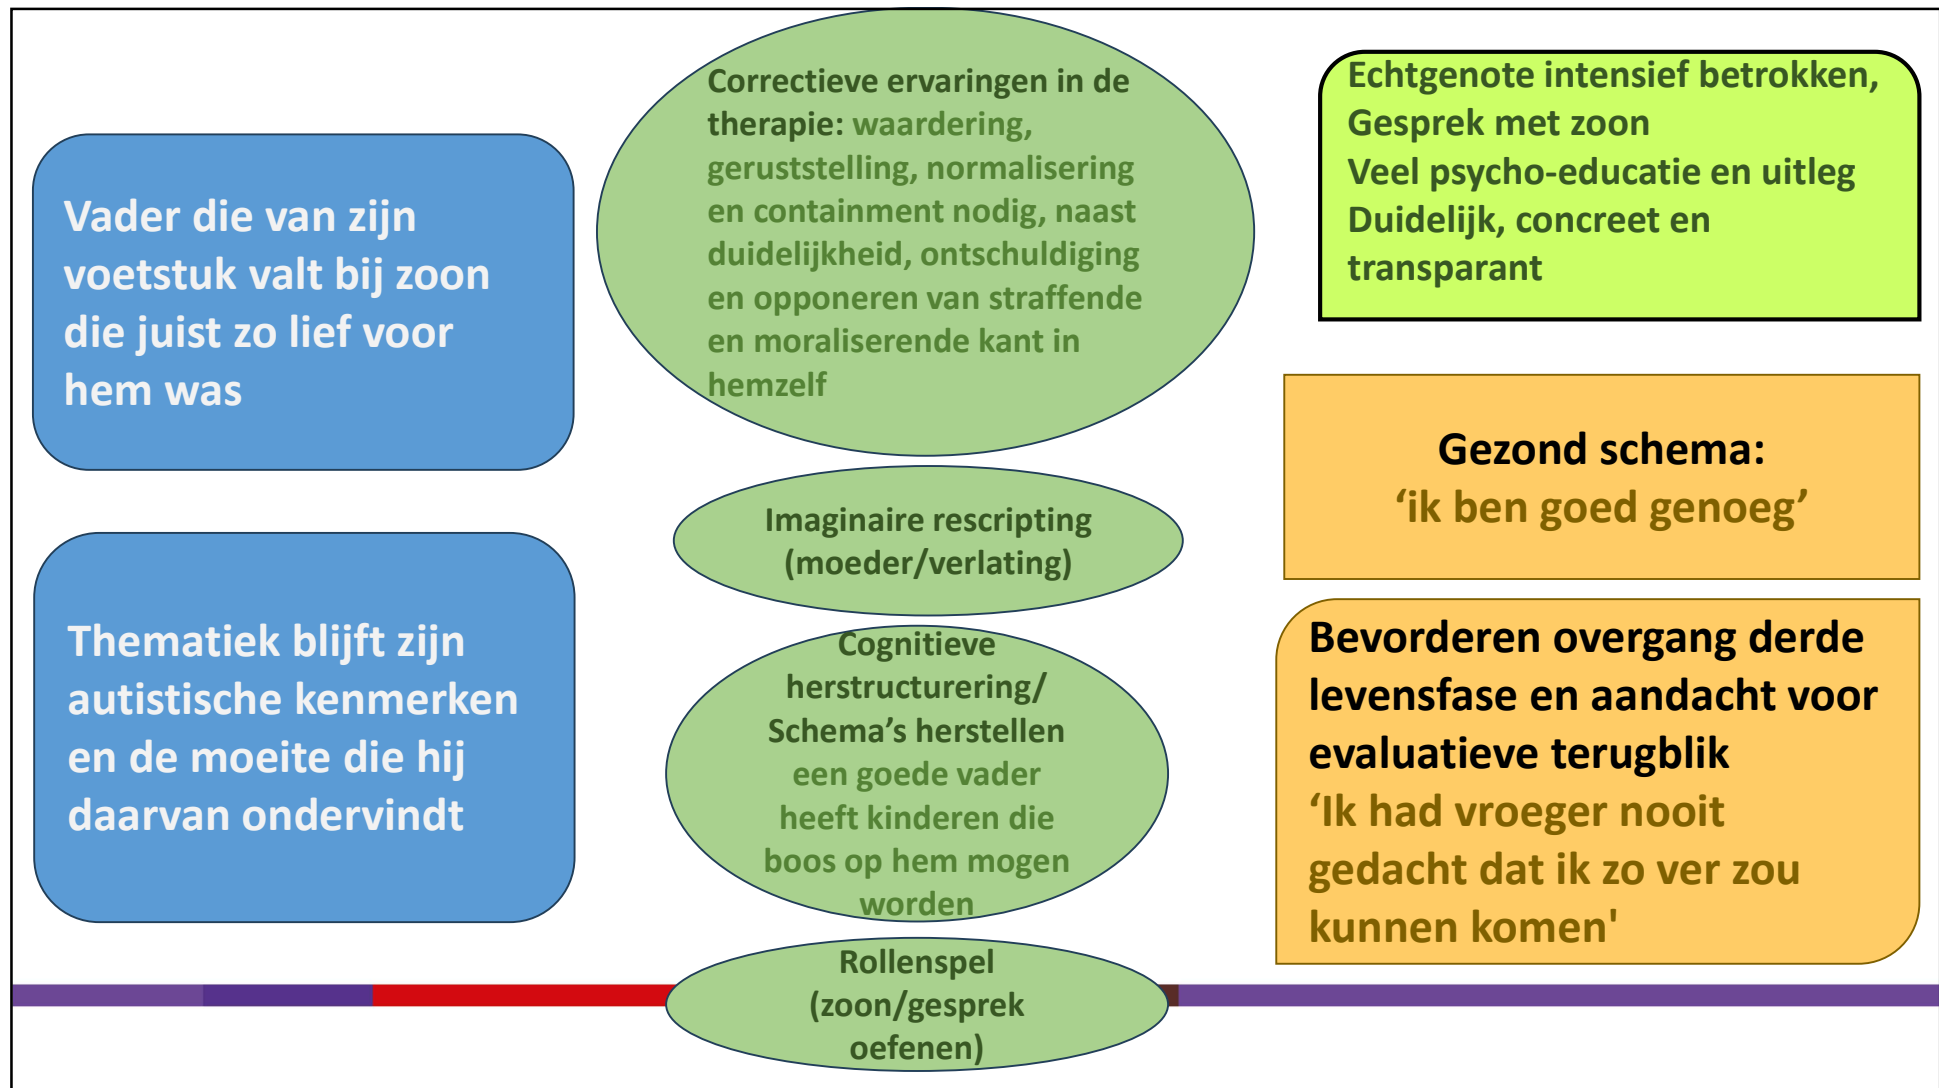 Vader die van zijn
voetstuk valt bij zoon
die juist zo lief voor
hem was
Thematiek blijft zijn
autistische kenmerken
en de moeite die hij
daarvan ondervindt
Correctieve ervaringen in de
therapie: waardering,
geruststelling, normalisering
en containment nodig, naast
duidelijkheid, ontschuldiging
en opponeren van straffende
en moraliserende kant in
hemzelf
Imaginaire rescripting
(moeder/verlating)
Cognitieve
herstructurering/
Schema’s herstellen
een goede vader
heeft kinderen die
boos op hem mogen
worden
Rollenspel
(zoon/gesprek
oefenen)
Echtgenote intensief betrokken,
Gesprek met zoon
Veel psycho-educatie en uitleg
Duidelijk, concreet en
transparant
Gezond schema:
‘ik ben goed genoeg’
Bevorderen overgang derde
levensfase en aandacht voor
evaluatieve terugblik
‘Ik had vroeger nooit
gedacht dat ik zo ver zou
kunnen komen'